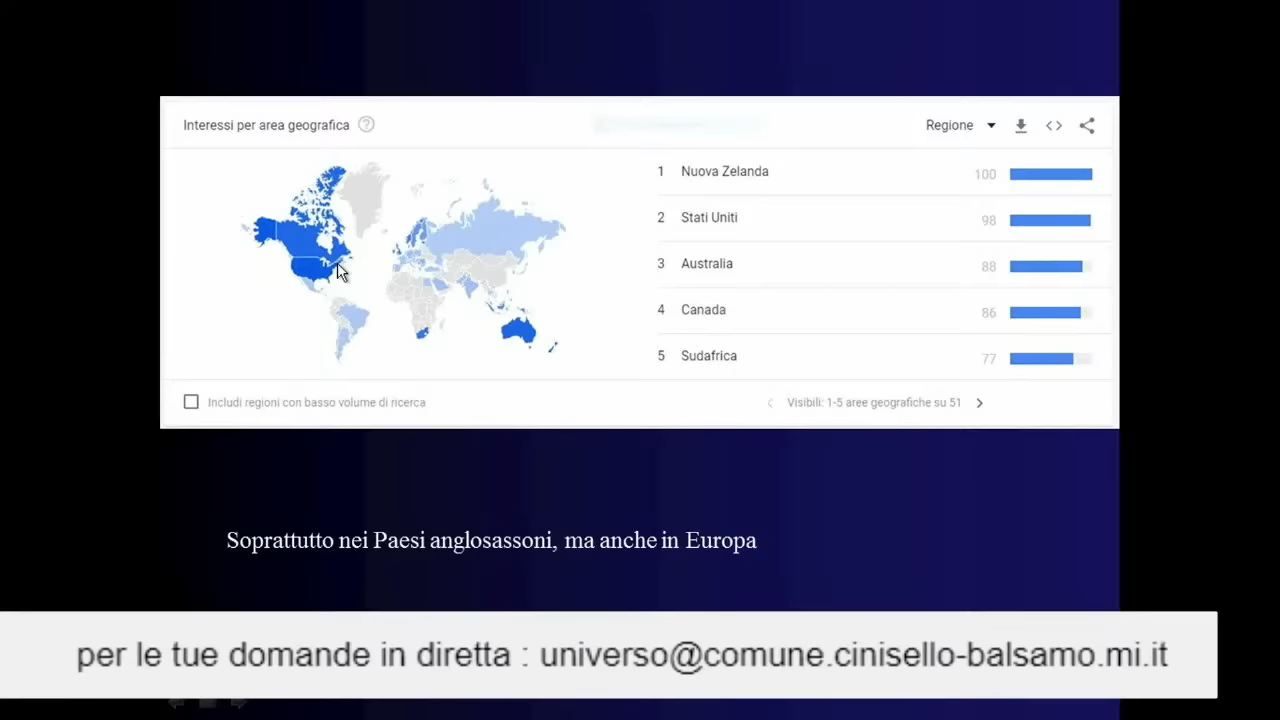 Interessi per area geografica
Regione
1 Nuova Zelanda 100
2 Stati Uniti 98
3 Australia 88
4 Canada 86
5 Sudafrica 77
Includi regioni con basso volume di ricerca
Visibili: 1-5 aree geografiche su 51
Soprattutto nei Paesi anglosassoni, ma anche in Europa
per le tue domande in diretta : universo@comune.cinisello-balsamo.mi.it